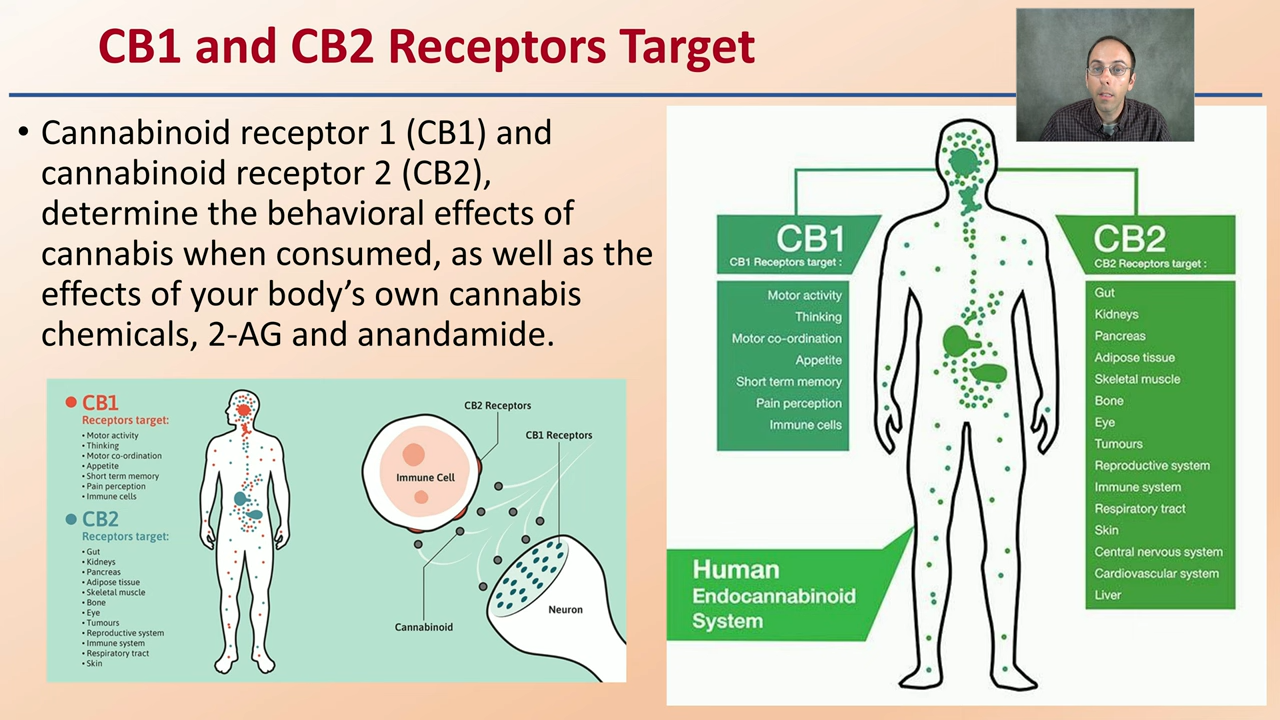 CB1 and CB2 Receptors Target
• Cannabinoid receptor 1 (CB1) and
cannabinoid receptor 2 (CB2),
determine the behavioral effects of
cannabis when consumed, as well as the
effects of your body’s own cannabis
chemicals, 2-AG and anandamide.
CB1
Receptors target:
• Motor activity
• Thinking
• Motor co-ordination
• Appetite
• Short term memory
• Pain perception
• Immune cells
CB2
Receptors target:
• Gut
• Kidneys
• Pancreas
• Adipose tissue
• Skeletal muscle
• Bone
• Eye
• Tumours
• Reproductive system
• Immune system
• Respiratory tract
• Skin
CB2 Receptors
CB1 Receptors
Immune Cell
Neuron
Cannabinoid
CB1
CB1 Receptors target :
Motor activity
Thinking
Motor co-ordination
Appetite
Short term memory
Pain perception
Immune cells
CB2
CB2 Receptors target :
Gut
Kidneys
Pancreas
Adipose tissue
Skeletal muscle
Bone
Eye
Tumours
Reproductive system
Immune system
Respiratory tract
Skin
Central nervous system
Cardiovascular system
Liver
Human
Endocannabinoid
System